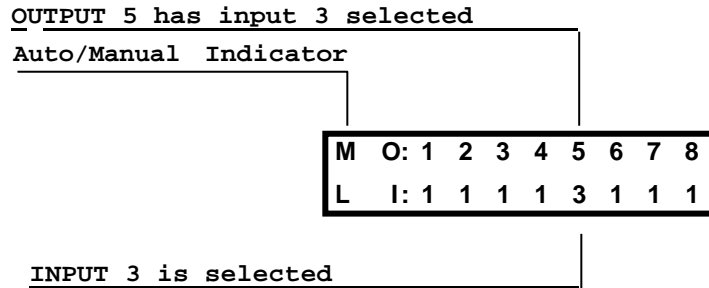 OUTPUT 5 has input 3 selected
Auto/Manual Indicator
M O: 1 2 3 4 5 6 7 8
L I: 1 1 1 1 3 1 1 1
INPUT 3 is selected